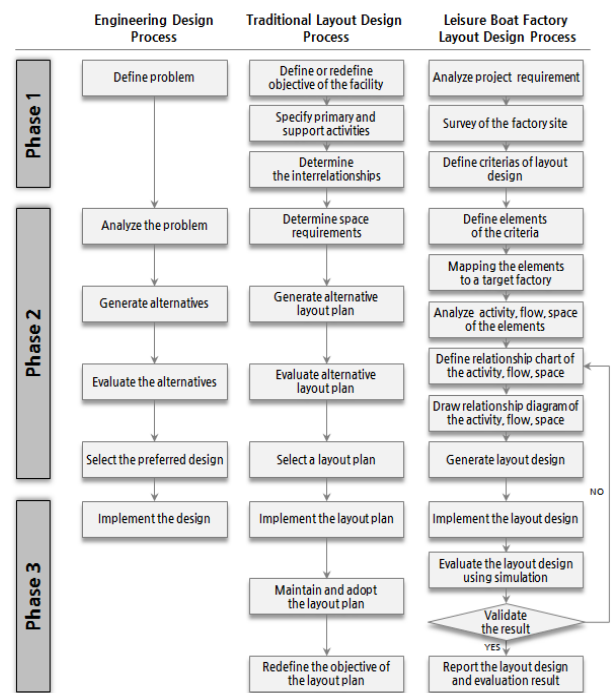 Engineering Design
Process
Traditional Layout Design
Process
Leisure Boat Factory
Layout Design Process
Phase 1
Define problem
Define or redefine
objective of the facility
Analyze project requirement
Specify primary and
support activities
Survey of the factory site
Determine
the interrelationships
Define criterias of layout
design
Phase 2
Analyze the problem
Determine space
requirements
Define elements
of the criteria
Mapping the elements
to a target factory
Generate alternatives
Generate alternative
layout plan
Analyze activity, flow, space
of the elements
Evaluate the alternatives
Evaluate alternative
layout plan
Define relationship chart of
the activity, flow, space
Draw relationship diagram of
the activity, flow, space
Select the preferred design
Select a layout plan
Generate layout design
NO
Phase 3
Implement the design
Implement the layout plan
Implement the layout design
Evaluate the layout design
using simulation
Maintain and adopt
the layout plan
Validate
the result
YES
Redefine the objective of
the layout plan
Report the layout design
and evaluation result